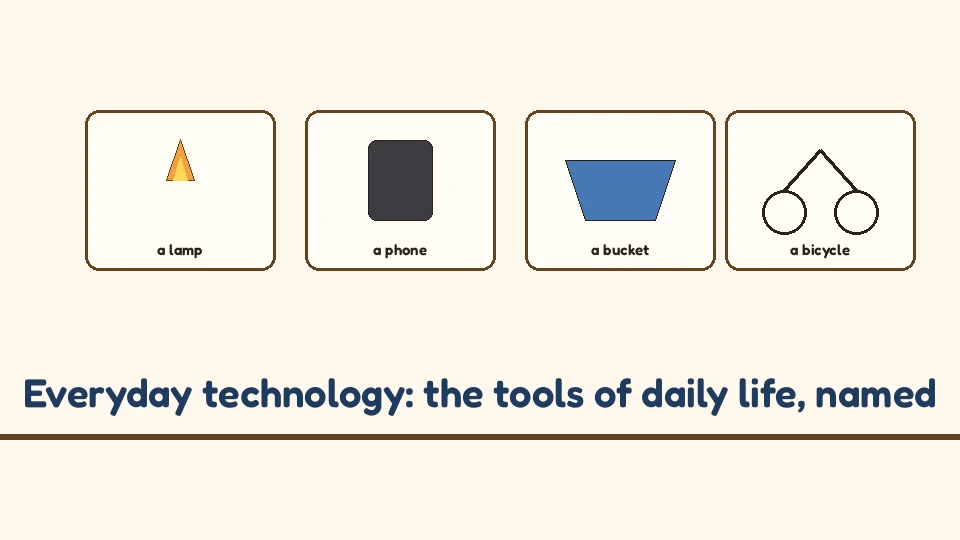 a lamp
a phone
a bucket
a bicycle
Everyday technology: the tools of daily life, named